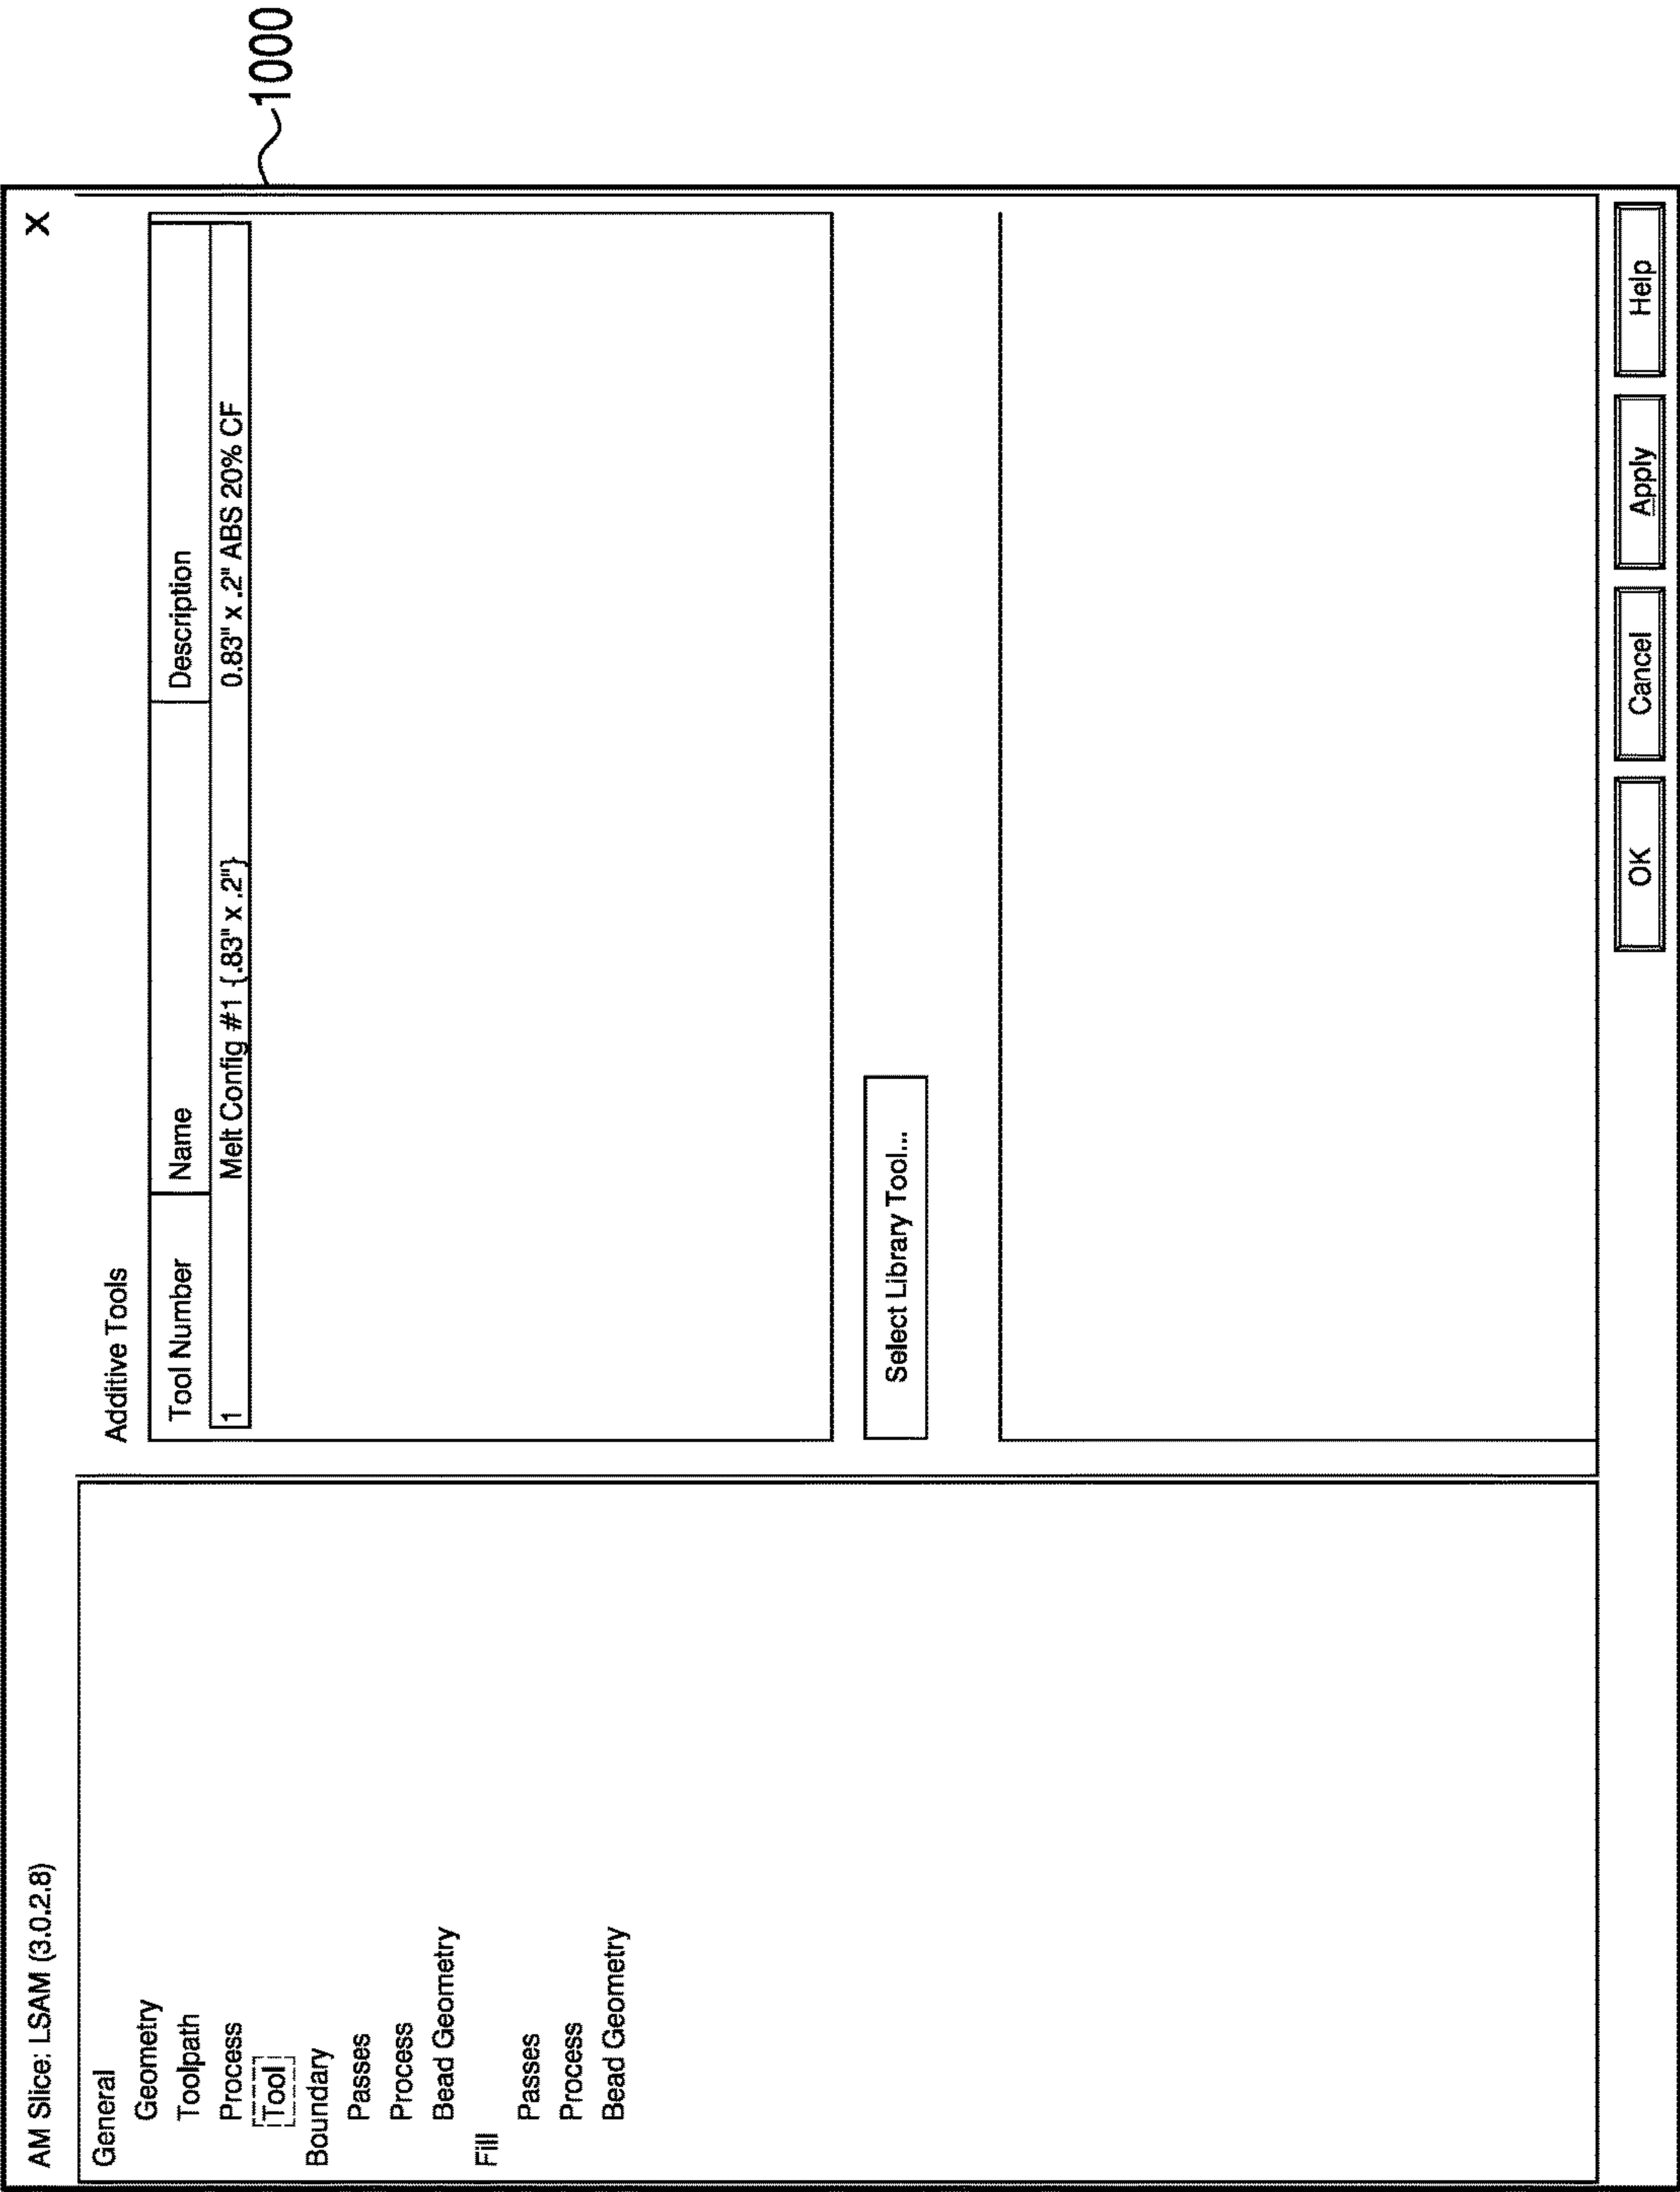 1000
AM Slice: LSAM (3.0.2.8) X
General
Geometry
Toolpath
Process
Tool
Boundary
Passes
Process
Bead Geometry
Fill
Passes
Process
Bead Geometry
Additive Tools
Tool Number Name Description
1 Melt Config #1 {.83" x .2"} 0.83" x .2" ABS 20% CF
Select Library Tool...
OK Cancel Apply Help